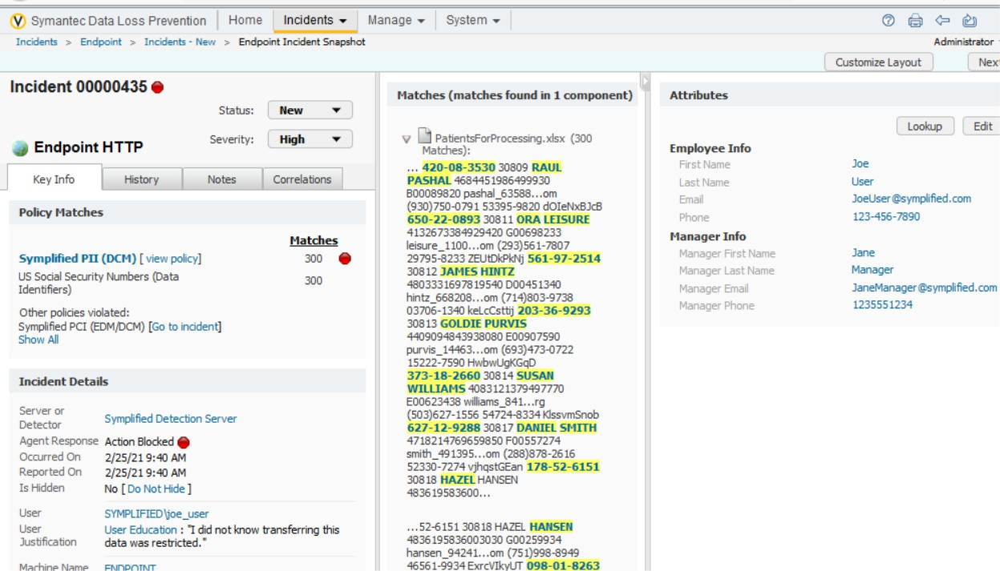 Symantec Data Loss Prevention Home Incidents Manage System
Incidents > Endpoint > Incidents - New > Endpoint Incident Snapshot
Administrator
Customize Layout
Next
Incident 00000435
Status: New
Severity: High
Endpoint HTTP
Key Info History Notes Correlations
Policy Matches
Matches
Symplified PII (DCM) [ view policy] 300
US Social Security Numbers (Data 300
Identifiers)
Other policies violated:
Symplified PCI (EDM/DCM) [Go to incident]
Show All
Incident Details
Server or
Detector
Symplified Detection Server
Agent Response Action Blocked
Occurred On 2/25/21 9:40 AM
Reported On 2/25/21 9:40 AM
Is Hidden No [ Do Not Hide ]
User SYMPLIFIED\joe_user
User
Justification
User Education : "I did not know transferring this
data was restricted."
Machine Name ENDPOINT
Matches (matches found in 1 component)
PatientsForProcessing.xlsx (300
Matches):
... 420-08-3530 30809 RAUL
PASHAL 4684451986499930
B00089820 pashal_63588...om
(930)750-0791 53395-9820 dOIeNxBJcB
650-22-0893 30811 ORA LEISURE
4132673384929420 G00698233
leisure_1100...om (293)561-7807
29795-8233 ZEUtDkPkNj 561-97-2514
30812 JAMES HINTZ
4803331697819540 D00451340
hintz_668208...om (714)803-9738
03706-1340 keLcCsttij 203-36-9293
30813 GOLDIE PURVIS
4409094843938080 E00907590
purvis_14463...om (693)473-0722
15222-7590 HwbwUgKGqD
373-18-2660 30814 SUSAN
WILLIAMS 4083121379497770
E00623438 williams_841...rg
(503)627-1556 54724-8334 KlssvmSnob
627-12-9288 30817 DANIEL SMITH
4718214769659850 F00557274
smith_491395...om (288)878-2616
52330-7274 vjhqstGEan 178-52-6151
30818 HAZEL HANSEN
483619583600...
...52-6151 30818 HAZEL HANSEN
4836195836003030 G00259934
hansen_94241...om (751)998-8949
46561-9934 ExrcVIkyUT 098-01-8263
Attributes
Lookup Edit
Employee Info
First Name Joe
Last Name User
Email JoeUser@symplified.com
Phone 123-456-7890
Manager Info
Manager First Name Jane
Manager Last Name Manager
Manager Email JaneManager@symplified.com
Manager Phone 1235551234